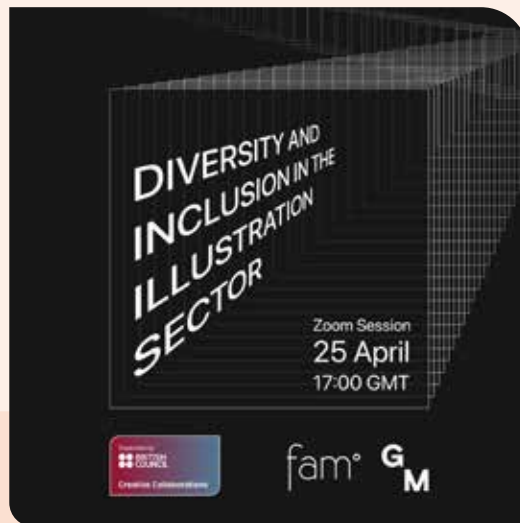 DIVERSITY AND
INCLUSION IN THE
ILLUSTRATION
SECTOR
Zoom Session
25 April
17:00 GMT
BRITISH
COUNCIL
Creative Collaborations
fam°
G
M